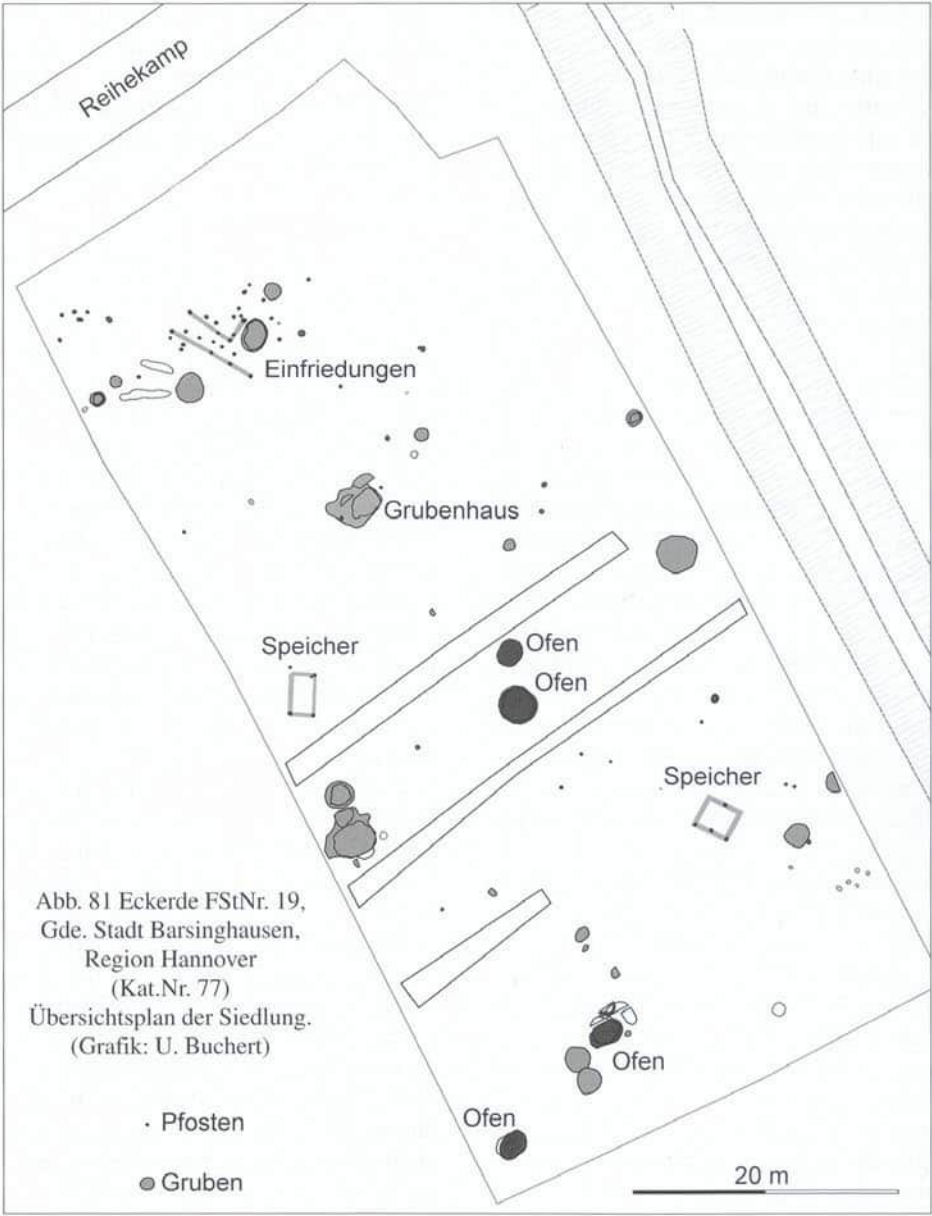 Reihekamp
Einfriedungen
Grubenhaus
Speicher
Ofen
Ofen
Speicher
Abb. 81 Eckerde FStNr. 19,
Gde. Stadt Barsinghausen,
Region Hannover
(Kat.Nr. 77)
Übersichtsplan der Siedlung.
(Grafik: U. Buchert)
Ofen
Ofen
Pfosten
Gruben
20 m